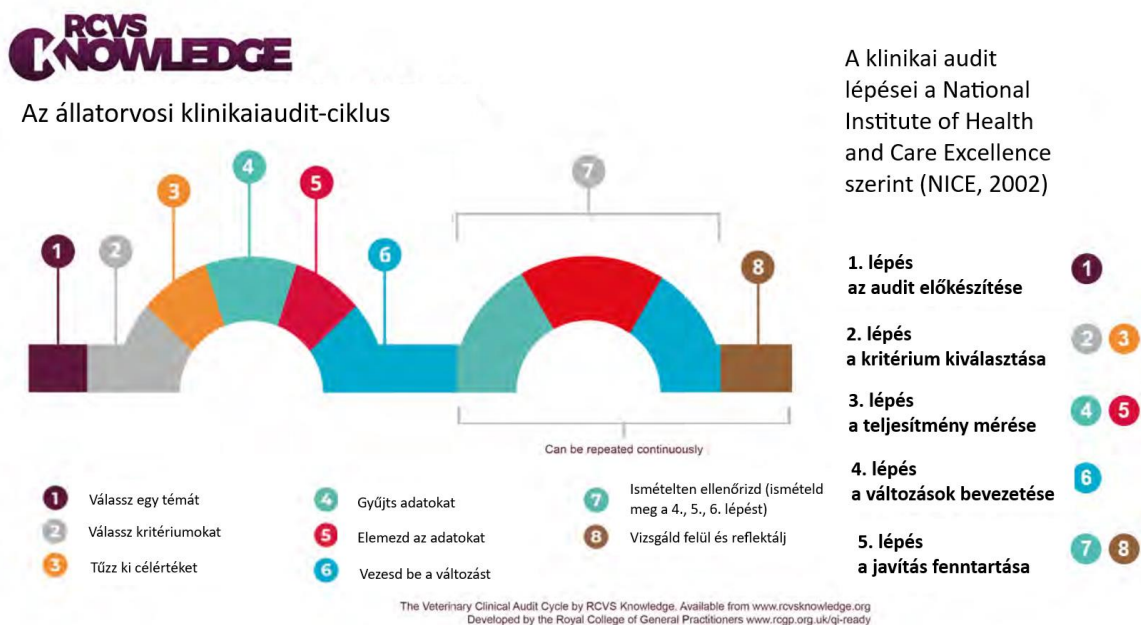 RCVS
KNOWLEDGE
Az állatorvosi klinikaiaudit-ciklus
1
2
3
4
5
6
7
8
Can be repeated continuously
1 Válassz egy témát
2 Válassz kritériumokat
3 Tűzz ki célértéket
4 Gyűjts adatokat
5 Elemezd az adatokat
6 Vezesd be a változást
7 Ismételten ellenőrizd (ismételd
meg a 4., 5., 6. lépést)
8 Vizsgáld felül és reflektálj
A klinikai audit
lépései a National
Institute of Health
and Care Excellence
szerint (NICE, 2002)
1. lépés
az audit előkészítése 1
2. lépés
a kritérium kiválasztása 2 3
3. lépés
a teljesítmény mérése 4 5
4. lépés
a változások bevezetése 6
5. lépés
a javítás fenntartása 7 8
The Veterinary Clinical Audit Cycle by RCVS Knowledge. Available from www.rcvsknowledge.org
Developed by the Royal College of General Practitioners www.rcgp.org.uk/qi-ready